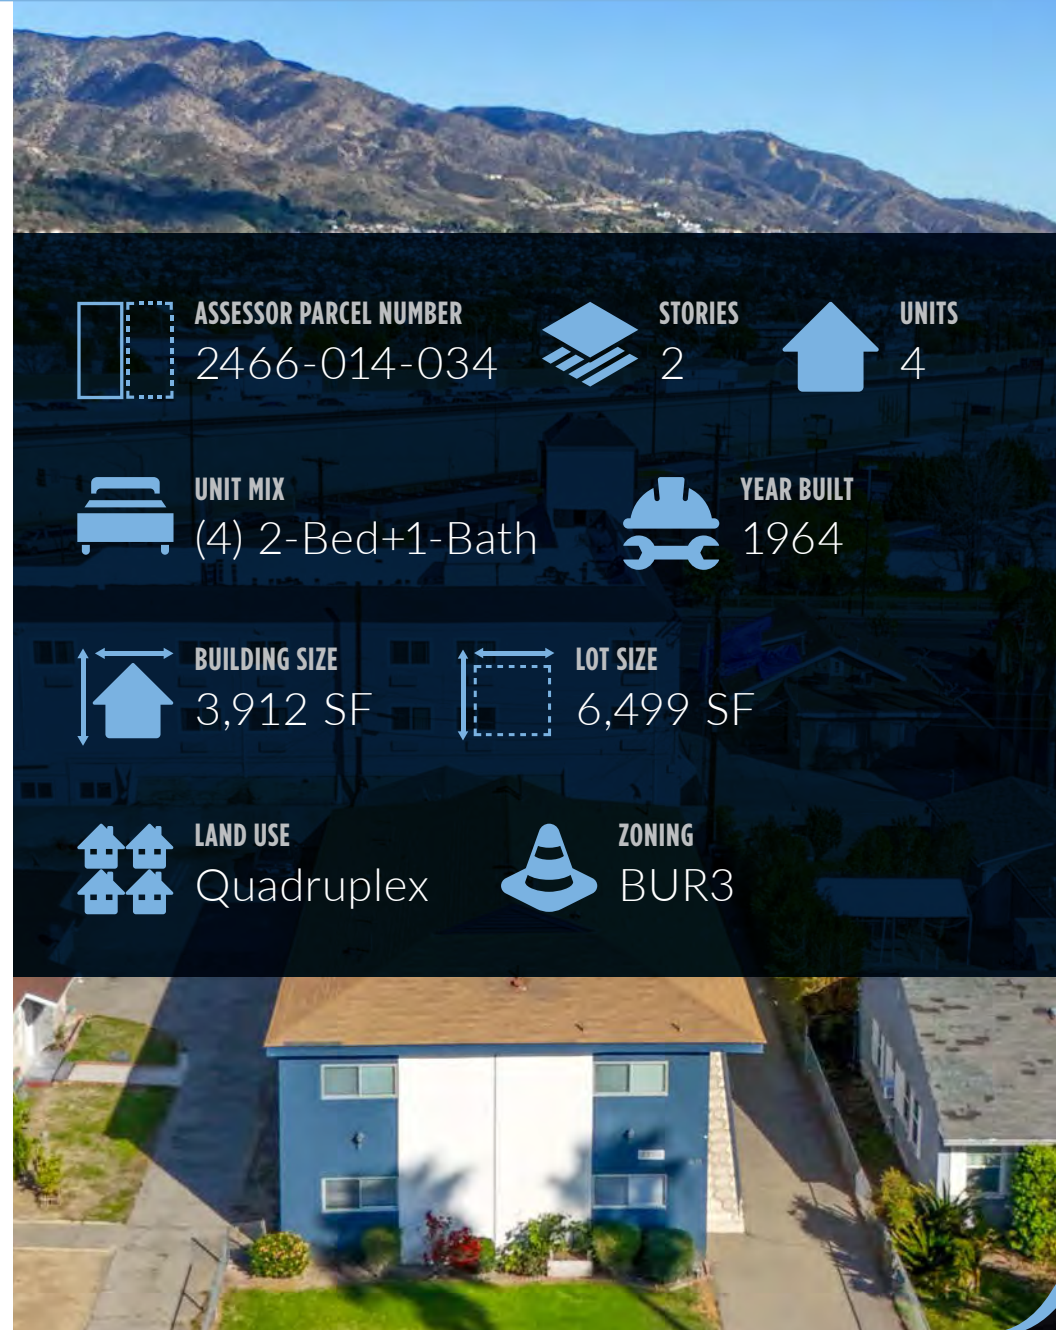 ASSESSOR PARCEL NUMBER
2466-014-034
STORIES
2
UNITS
4
UNIT MIX
(4) 2-Bed+1-Bath
YEAR BUILT
1964
BUILDING SIZE
3,912 SF
LOT SIZE
6,499 SF
LAND USE
Quadruplex
ZONING
BUR3